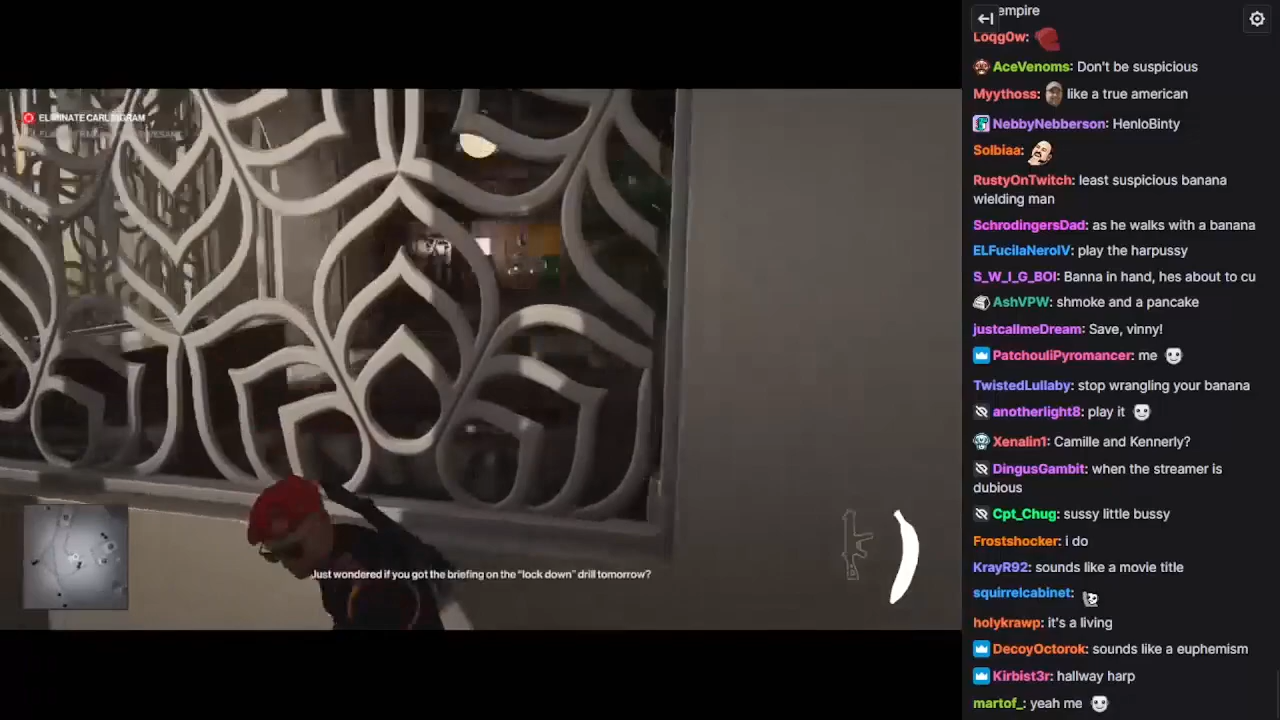 ELIMINATE CARL INGRAM
Just wondered if you got the briefing on the “lock down” drill tomorrow?
empire
Loqg0w:
AceVenoms: Don't be suspicious
Myythoss: like a true american
NebbyNebberson: HenloBinty
Solbiaa:
RustyOnTwitch: least suspicious banana
wielding man
SchrodingersDad: as he walks with a banana
ELFucilaNeroIV: play the harpussy
S_W_I_G_BOI: Banna in hand, hes about to cu
AshVPW: shmoke and a pancake
justcallmeDream: Save, vinny!
PatchouliPyromancer: me
TwistedLullaby: stop wrangling your banana
anotherlight8: play it
Xenalin1: Camille and Kennerly?
DingusGambit: when the streamer is
dubious
Cpt_Chug: sussy little bussy
Frostshocker: i do
KrayR92: sounds like a movie title
squirrelcabinet:
holykrawp: it's a living
DecoyOctorok: sounds like a euphemism
Kirbist3r: hallway harp
martof_: yeah me